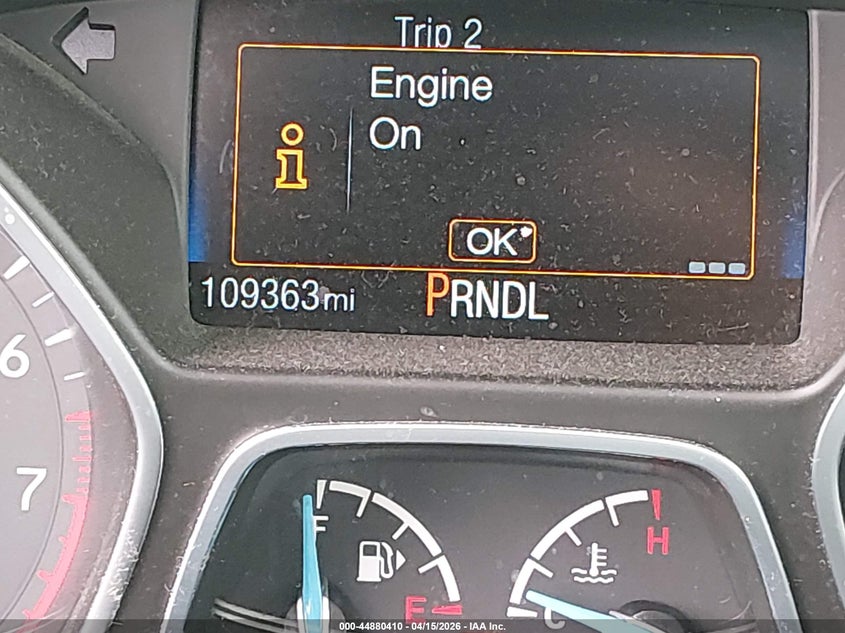 Trip 2
Engine
On
i
OK
109363mi PRNDL
6
7
F
E
H
C
000-44880410 - 04/15/2026 - IAA Inc.